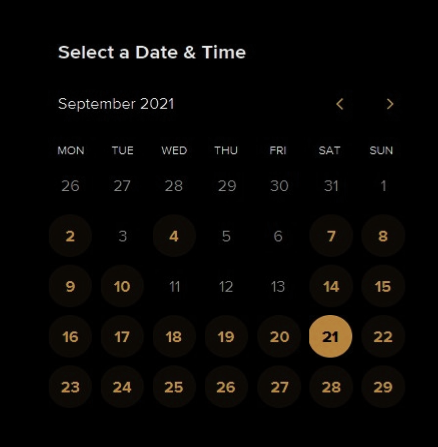 Select a Date & Time
September 2021
MON TUE WED THU FRI SAT SUN
26 27 28 29 30 31 1
2 3 4 5 6 7 8
9 10 11 12 13 14 15
16 17 18 19 20 21 22
23 24 25 26 27 28 29